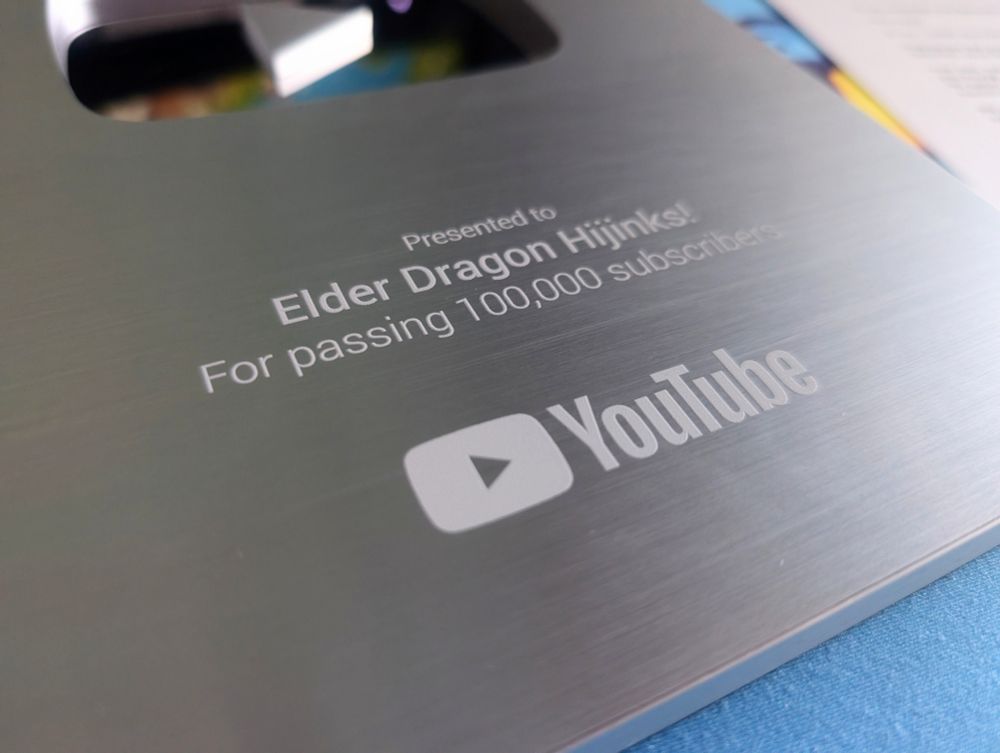 Presented to
Elder Dragon Hijinks!
For passing 100,000 subscribers
YouTube